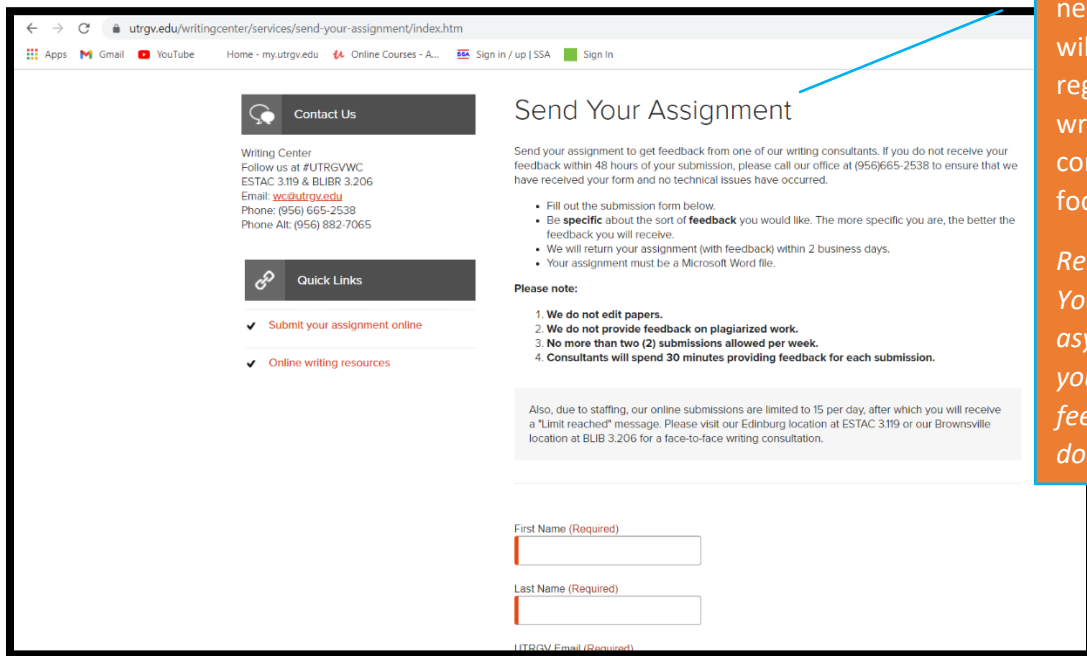 utrgv.edu/writingcenter/services/send-your-assignment/index.htm
Apps Gmail YouTube Home - my.utrgv.edu Online Courses - A... Sign in / up | SSA Sign In
Contact Us
Writing Center
Follow us at #UTRGVWC
ESTAC 3.119 & BLIBR 3.206
Email: wc@utrgv.edu
Phone: (956) 665-2538
Phone Alt: (956) 882-7065
Quick Links
✔ Submit your assignment online
✔ Online writing resources
Send Your Assignment
Send your assignment to get feedback from one of our writing consultants. If you do not receive your
feedback within 48 hours of your submission, please call our office at (956)665-2538 to ensure that we
have received your form and no technical issues have occurred.
• Fill out the submission form below.
• Be specific about the sort of feedback you would like. The more specific you are, the better the
feedback you will receive.
• We will return your assignment (with feedback) within 2 business days.
• Your assignment must be a Microsoft Word file.
Please note:
1. We do not edit papers.
2. We do not provide feedback on plagiarized work.
3. No more than two (2) submissions allowed per week.
4. Consultants will spend 30 minutes providing feedback for each submission.
Also, due to staffing, our online submissions are limited to 15 per day, after which you will receive
a "Limit reached" message. Please visit our Edinburg location at ESTAC 3.119 or our Brownsville
location at BLIB 3.206 for a face-to-face writing consultation.
First Name (Required)
Last Name (Required)
UTRGV Email (Required)